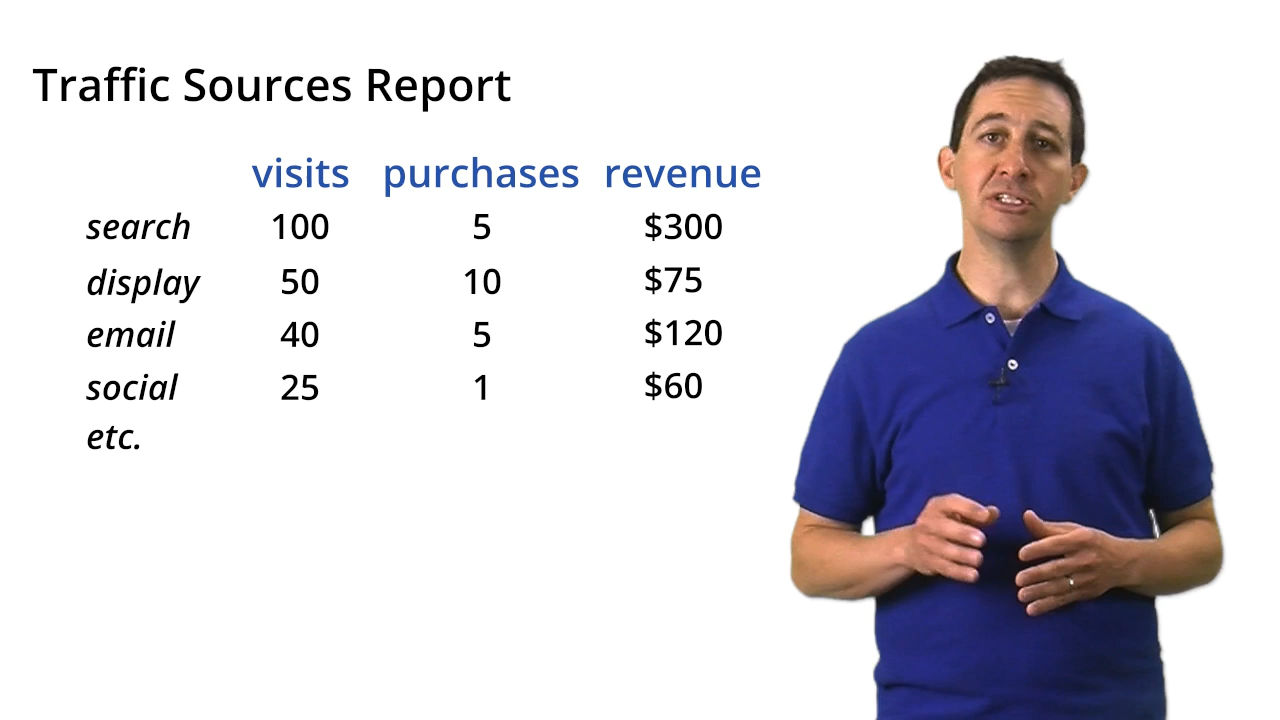 Traffic Sources Report
visits purchases revenue
search 100 5 $300
display 50 10 $75
email 40 5 $120
social 25 1 $60
etc.